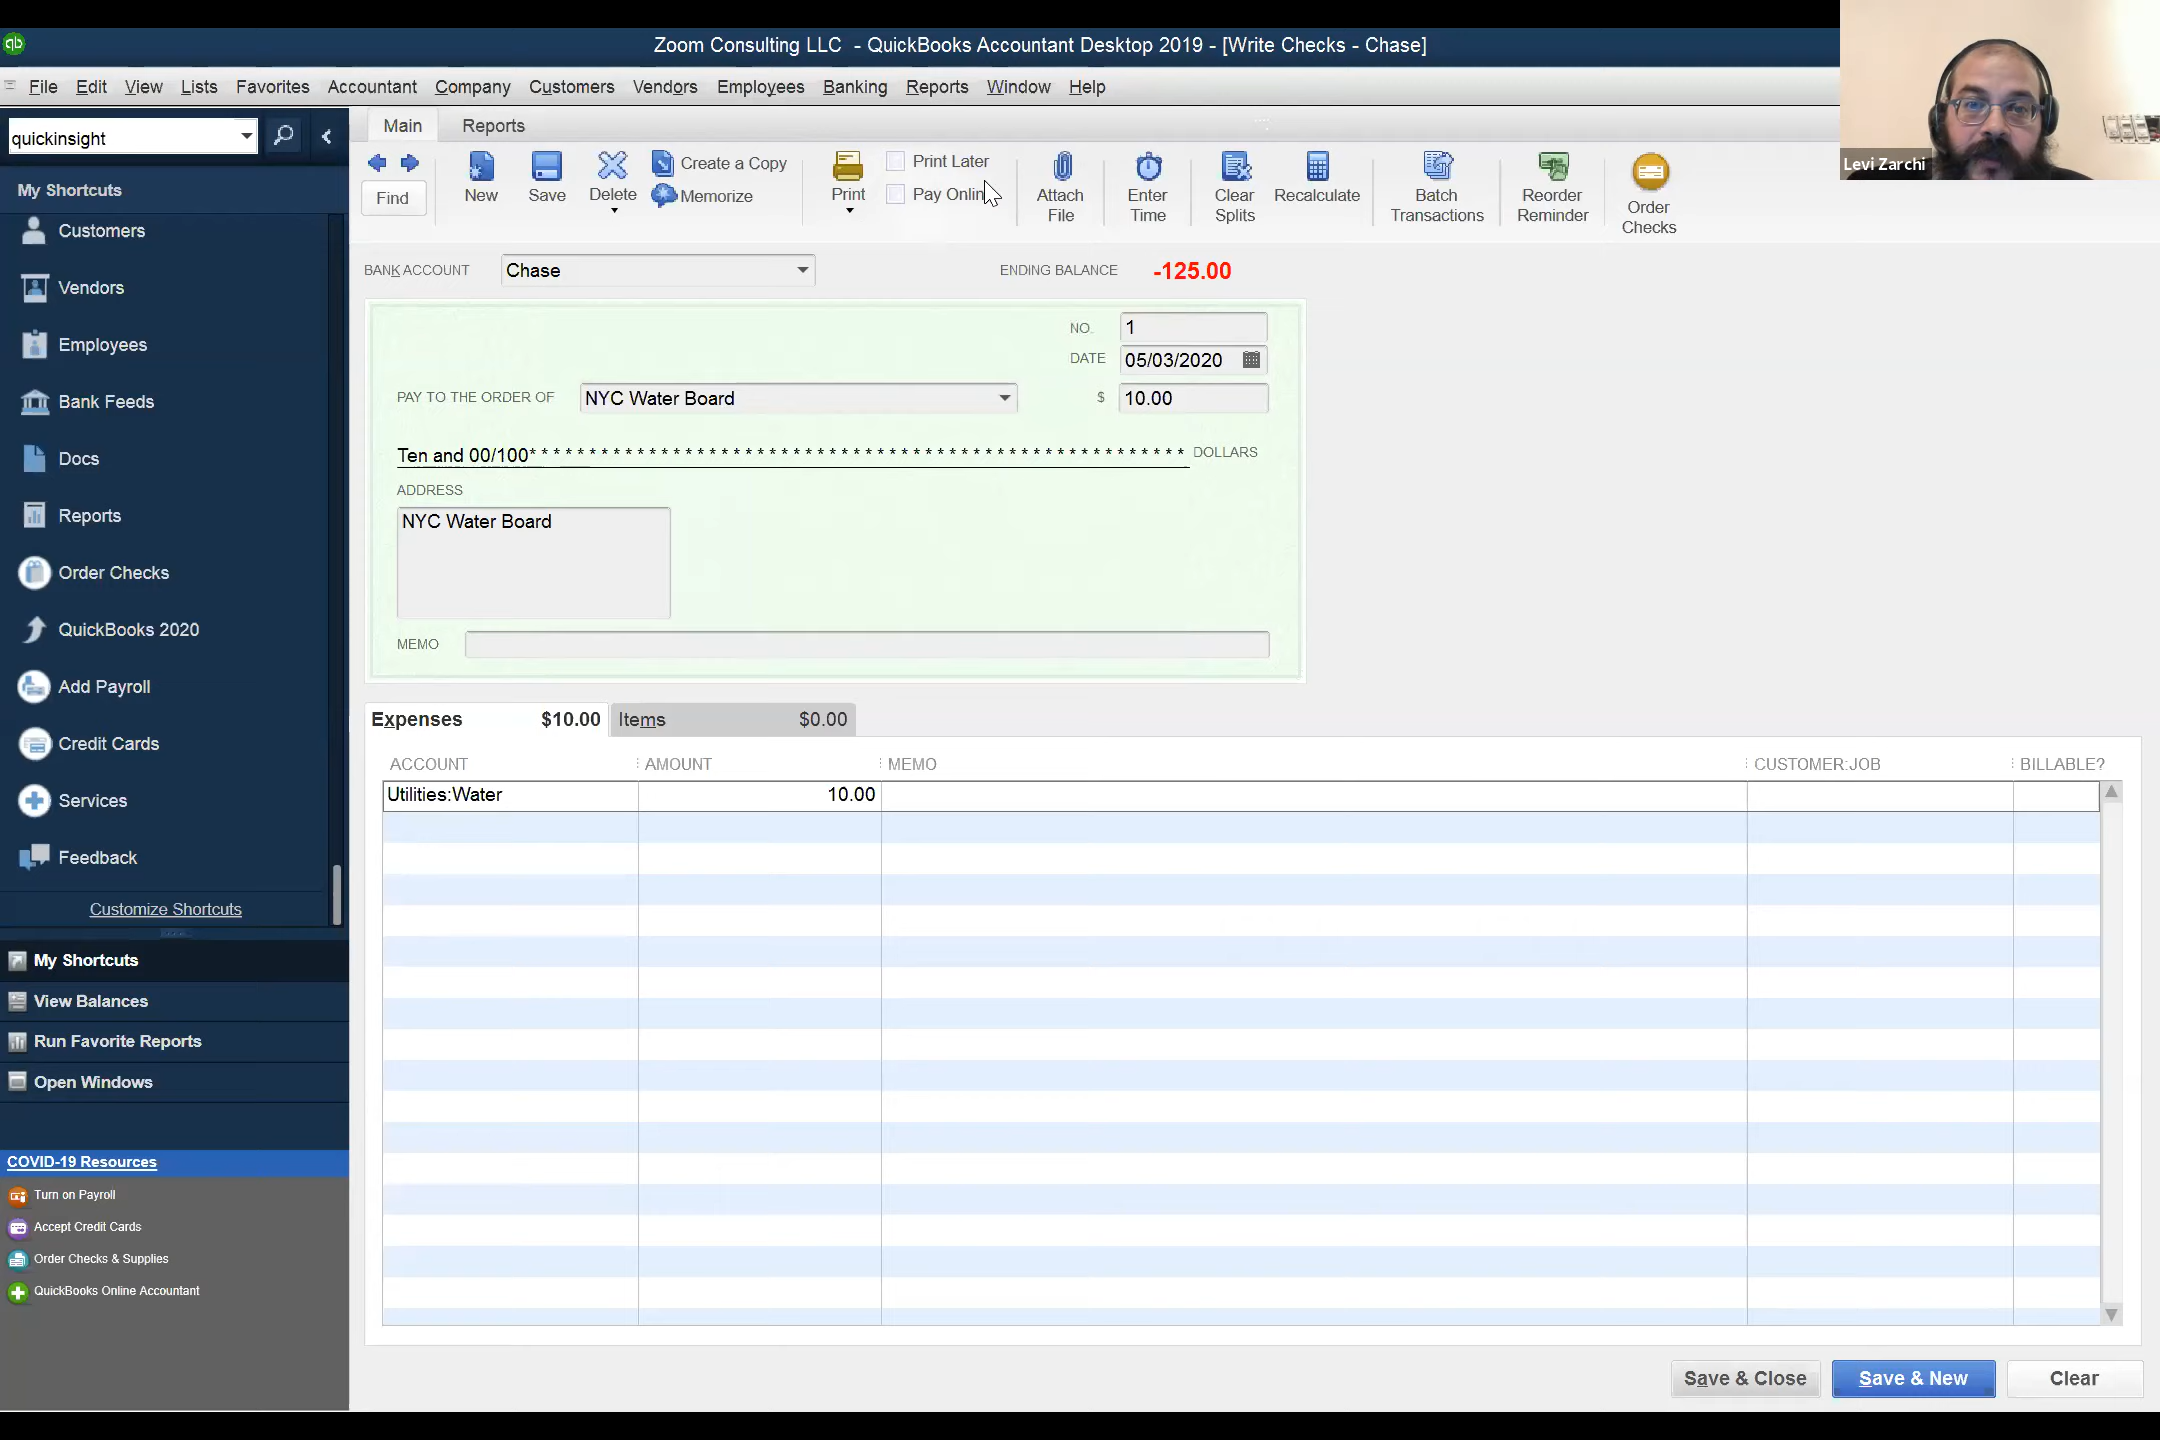 Zoom Consulting LLC - QuickBooks Accountant Desktop 2019 - [Write Checks - Chase]
File Edit View Lists Favorites Accountant Company Customers Vendors Employees Banking Reports Window Help
Levi Zarchi
quickinsight
My Shortcuts
Customers
Vendors
Employees
Bank Feeds
Docs
Reports
Order Checks
QuickBooks 2020
Add Payroll
Credit Cards
Services
Feedback
Customize Shortcuts
My Shortcuts
View Balances
Run Favorite Reports
Open Windows
COVID-19 Resources
Turn on Payroll
Accept Credit Cards
Order Checks & Supplies
QuickBooks Online Accountant
Main Reports
Find
New
Save
Delete
Create a Copy
Memorize
Print
Print Later
Pay Online
Attach
File
Enter
Time
Clear
Splits
Recalculate
Batch
Transactions
Reorder
Reminder
Order
Checks
BANK ACCOUNT Chase ENDING BALANCE -125.00
NO. 1
DATE 05/03/2020
PAY TO THE ORDER OF NYC Water Board $ 10.00
Ten and 00/100* * * * * * * * * * * * * * * * * * * * * * * * * * * * * * * * * * * * * * * * * * * * * * * * * * * * * * DOLLARS
ADDRESS
NYC Water Board
MEMO
Expenses $10.00 Items $0.00
ACCOUNT AMOUNT MEMO CUSTOMER:JOB BILLABLE?
Utilities:Water 10.00
Save & Close Save & New Clear